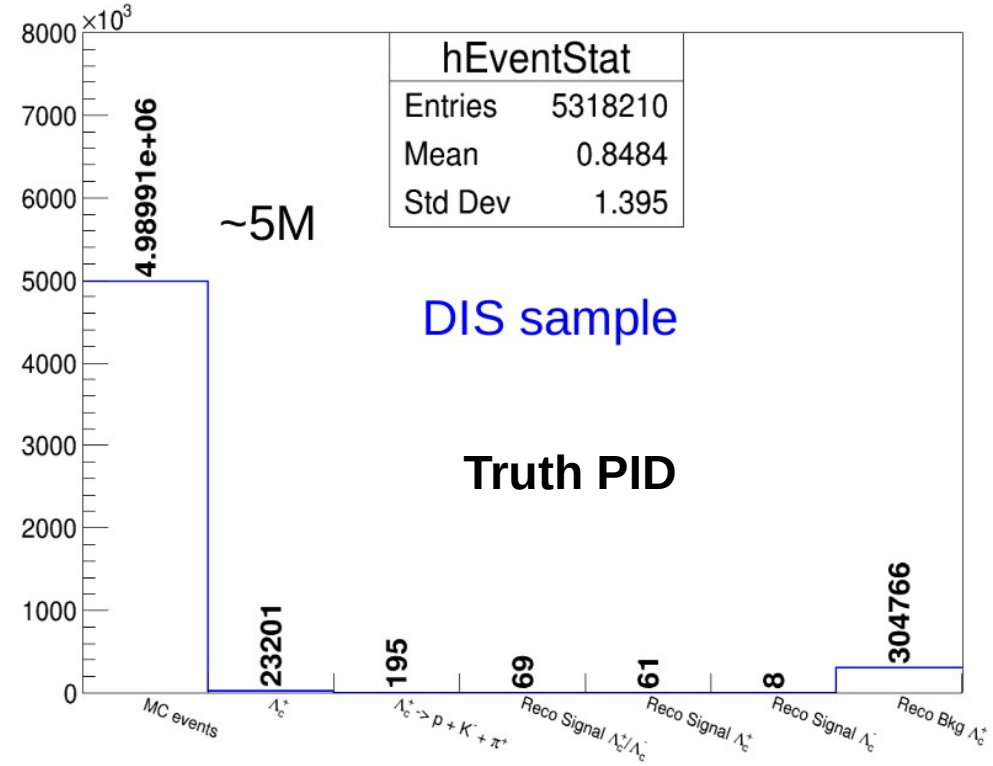 ×10³
8000
7000
6000
5000
4000
3000
2000
1000
0
hEventStat
Entries 5318210
Mean 0.8484
Std Dev 1.395
4.98991e+06
~5M
DIS sample
Truth PID
23201
195
69
61
8
304766
MC events
Λc⁺
Λc⁺ -> p + K⁻ + π⁺
Reco Signal Λc⁺/Λc⁻
Reco Signal Λc⁺
Reco Signal Λc⁻
Reco Bkg Λc⁺